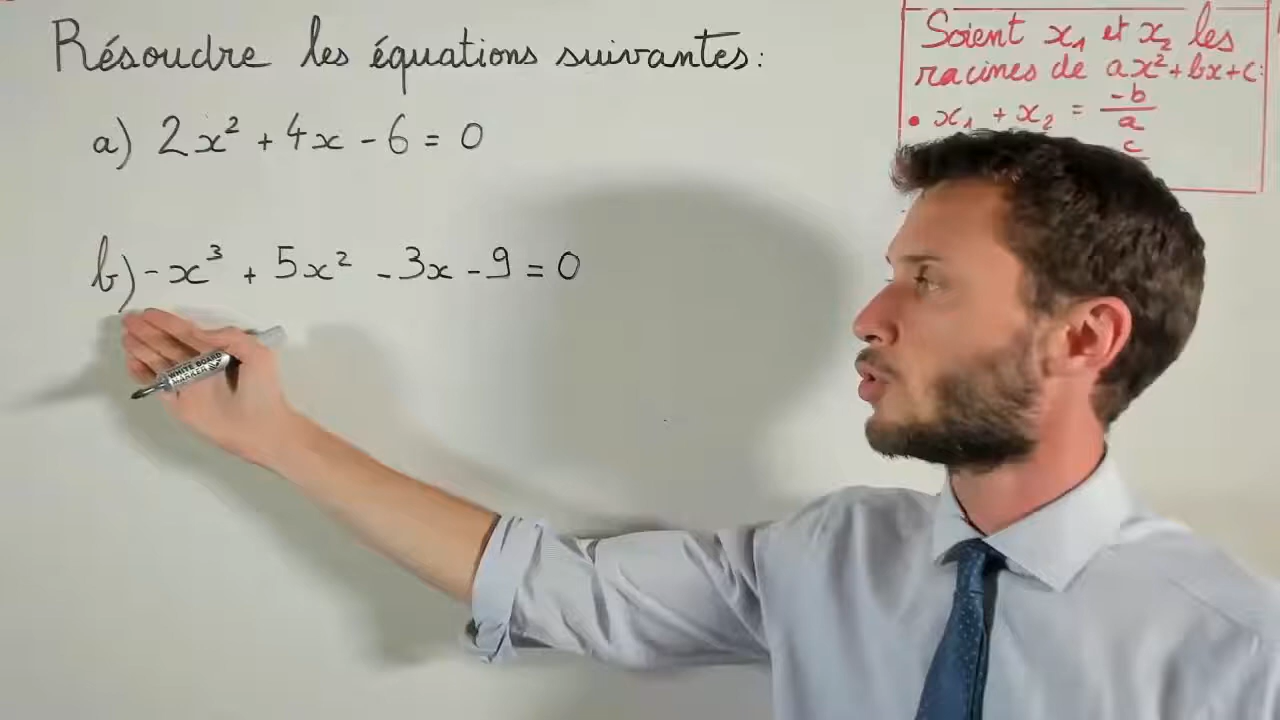 Résoudre les équations suivantes:
a) 2x² + 4x - 6 = 0
b) -x³ + 5x² - 3x - 9 = 0
Soient x₁ et x₂ les
racines de ax²+bx+c:
• x₁ + x₂ = -b/a
c
WHITE BOARD
MARKER